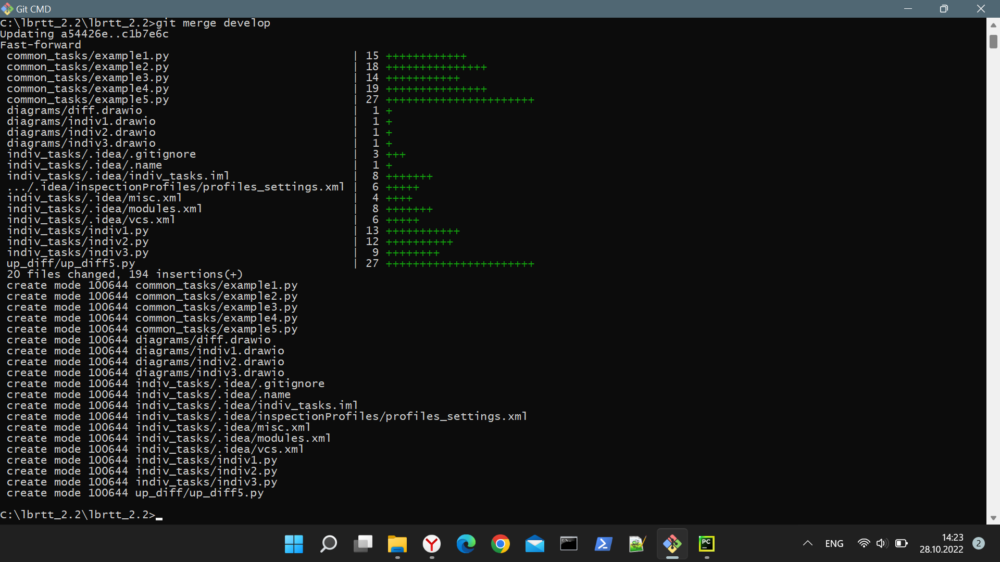 Git CMD
C:\lbrtt_2.2\lbrtt_2.2>git merge develop
Updating a54426e..c1b7e6c
Fast-forward
common_tasks/example1.py | 15 ++++++++++++
common_tasks/example2.py | 18 +++++++++++++++
common_tasks/example3.py | 14 +++++++++++
common_tasks/example4.py | 19 +++++++++++++++
common_tasks/example5.py | 27 ++++++++++++++++++++++
diagrams/diff.drawio | 1 +
diagrams/indiv1.drawio | 1 +
diagrams/indiv2.drawio | 1 +
diagrams/indiv3.drawio | 1 +
indiv_tasks/.idea/.gitignore | 3 +++
indiv_tasks/.idea/.name | 1 +
indiv_tasks/.idea/indiv_tasks.iml | 8 +++++++
.../.idea/inspectionProfiles/profiles_settings.xml | 6 +++++
indiv_tasks/.idea/misc.xml | 4 ++++
indiv_tasks/.idea/modules.xml | 8 +++++++
indiv_tasks/.idea/vcs.xml | 6 +++++
indiv_tasks/indiv1.py | 13 +++++++++++
indiv_tasks/indiv2.py | 12 ++++++++++
indiv_tasks/indiv3.py | 9 ++++++++
up_diff/up_diff5.py | 27 ++++++++++++++++++++++
20 files changed, 194 insertions(+)
create mode 100644 common_tasks/example1.py
create mode 100644 common_tasks/example2.py
create mode 100644 common_tasks/example3.py
create mode 100644 common_tasks/example4.py
create mode 100644 common_tasks/example5.py
create mode 100644 diagrams/diff.drawio
create mode 100644 diagrams/indiv1.drawio
create mode 100644 diagrams/indiv2.drawio
create mode 100644 diagrams/indiv3.drawio
create mode 100644 indiv_tasks/.idea/.gitignore
create mode 100644 indiv_tasks/.idea/.name
create mode 100644 indiv_tasks/.idea/indiv_tasks.iml
create mode 100644 indiv_tasks/.idea/inspectionProfiles/profiles_settings.xml
create mode 100644 indiv_tasks/.idea/misc.xml
create mode 100644 indiv_tasks/.idea/modules.xml
create mode 100644 indiv_tasks/.idea/vcs.xml
create mode 100644 indiv_tasks/indiv1.py
create mode 100644 indiv_tasks/indiv2.py
create mode 100644 indiv_tasks/indiv3.py
create mode 100644 up_diff/up_diff5.py
C:\lbrtt_2.2\lbrtt_2.2>
PC
ENG
14:23
28.10.2022
2